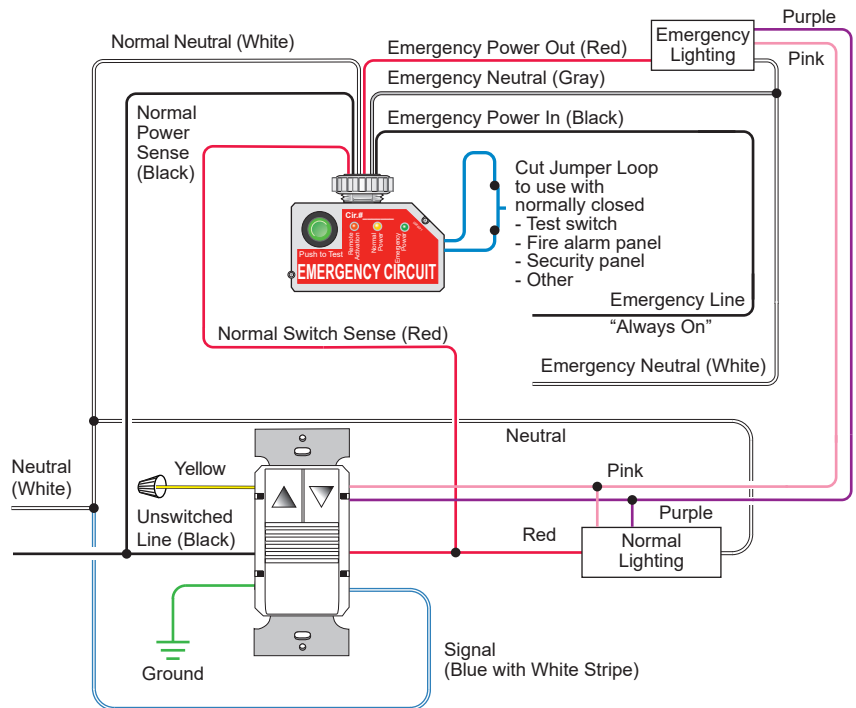 Purple
Normal Neutral (White)
Emergency Power Out (Red)
Emergency
Lighting
Pink
Emergency Neutral (Gray)
Normal
Power
Sense
(Black)
Emergency Power In (Black)
Cut Jumper Loop
to use with
normally closed
- Test switch
- Fire alarm panel
- Security panel
- Other
Cir.#______
Push to Test
Remote
Activation
Normal
Power
Emergency
Power
EMERGENCY CIRCUIT
Emergency Line
“Always On”
Normal Switch Sense (Red)
Emergency Neutral (White)
Neutral
Neutral
(White)
Yellow
Pink
Unswitched
Line (Black)
Purple
Red
Normal
Lighting
Ground
Signal
(Blue with White Stripe)